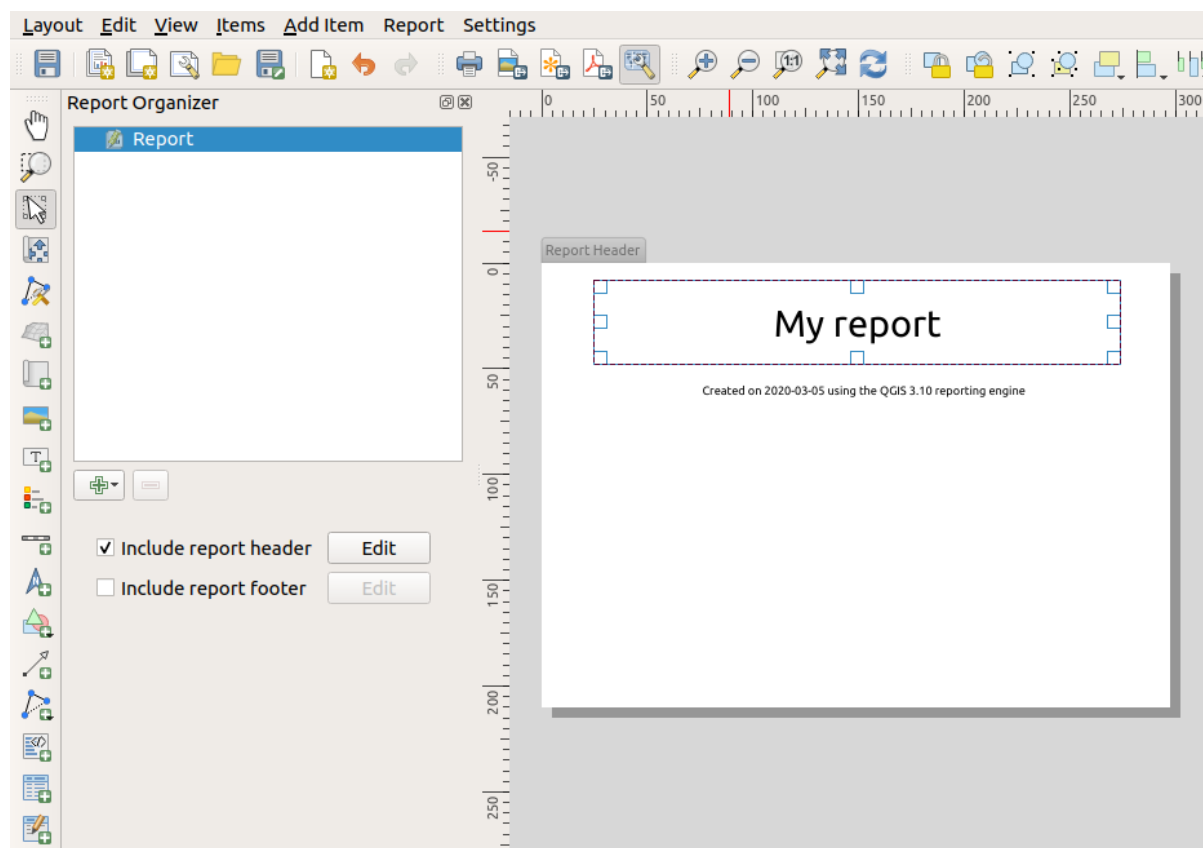 Layout Edit View Items Add Item Report Settings
1:1
Report Organizer
0 50 100 150 200 250 300
Report
-50
Report Header
0
My report
50
Created on 2020-03-05 using the QGIS 3.10 reporting engine
T
100
Include report header Edit
N
Include report footer Edit
150
200
</>
250